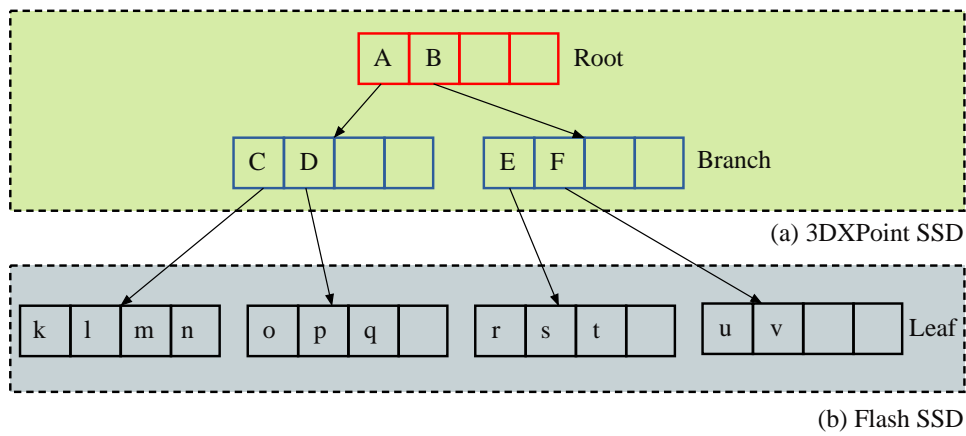 A B Root
C D E F Branch
(a) 3DXPoint SSD
k l m n o p q r s t u v Leaf
(b) Flash SSD